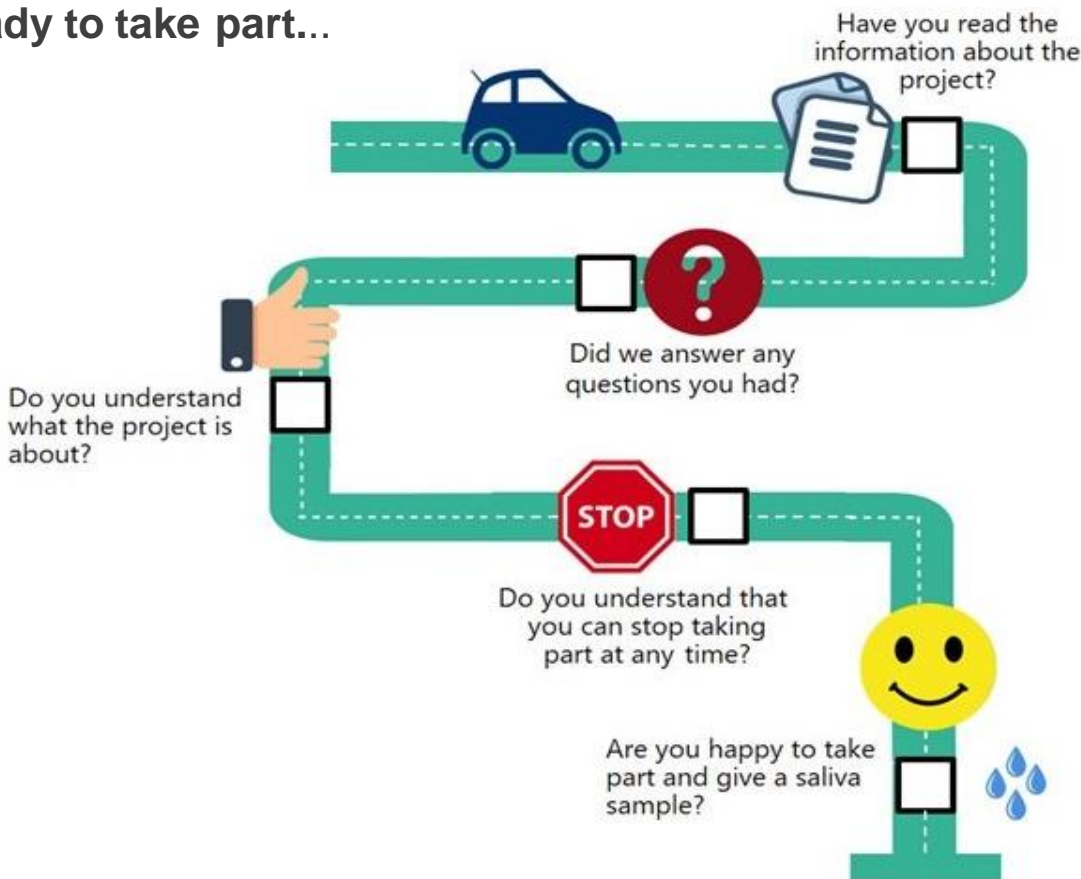 to take part...
Have you read the
information about the
project?
Did we answer any
questions you had?
Do you understand
what the project is
about?
STOP
Do you understand that
you can stop taking
part at any time?
Are you happy to take
part and give a saliva
sample?